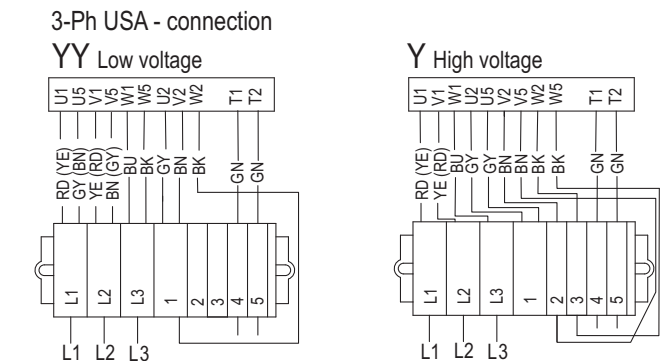 3-Ph USA - connection
YY Low voltage
U1 U5 V1 V5 W1 W5 U2 V2 W2 T1 T2
RD (YE) GY (BN) YE (RD) BN (GY) BU BK GY BN BK GN GN
L1 L2 L3 1 2 3 4 5
L1 L2 L3
Y High voltage
U1 V1 W1 U2 U5 V2 V5 W2 W5 T1 T2
RD (YE) YE (RD) BU GY GY BN BN BK BK GN GN
L1 L2 L3 1 2 3 4 5
L1 L2 L3